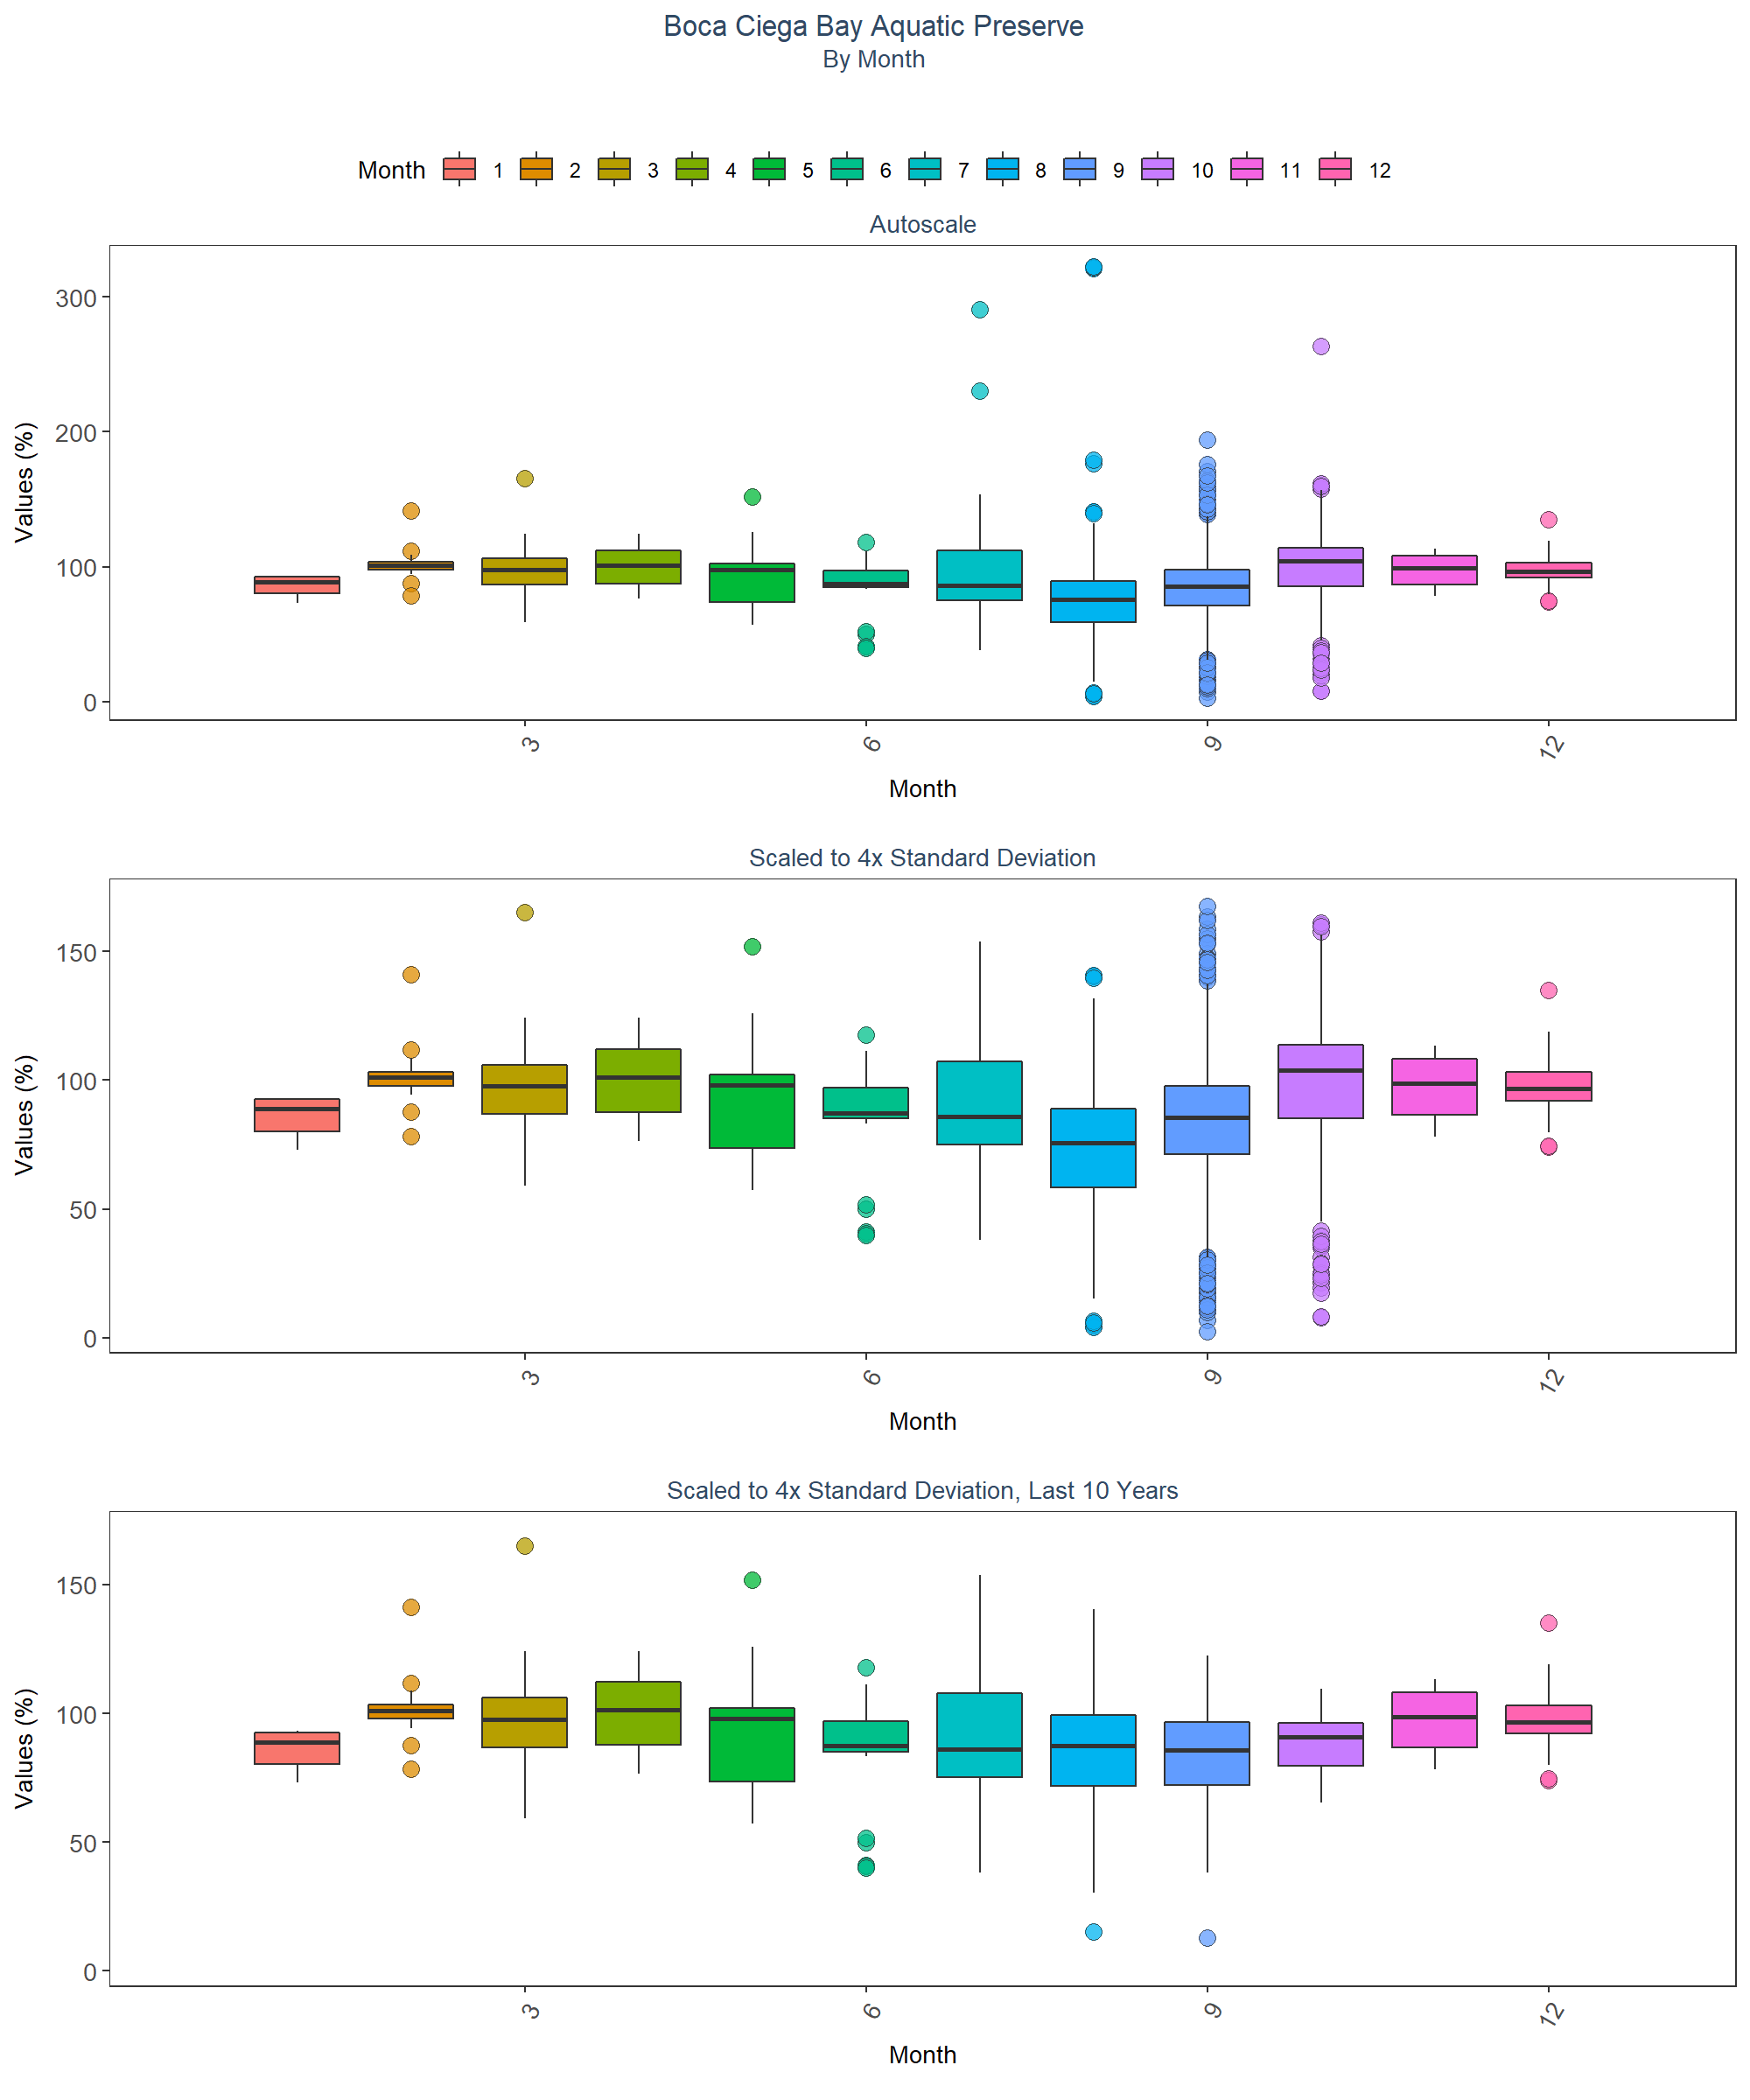 Boca Ciega Bay Aquatic Preserve
By Month
Month 1 2 3 4 5 6 7 8 9 10 11 12
Autoscale
Values (%)
300
200
100
0
3 6 9 12
Month
Scaled to 4x Standard Deviation
Values (%)
150
100
50
0
3 6 9 12
Month
Scaled to 4x Standard Deviation, Last 10 Years
Values (%)
150
100
50
0
3 6 9 12
Month